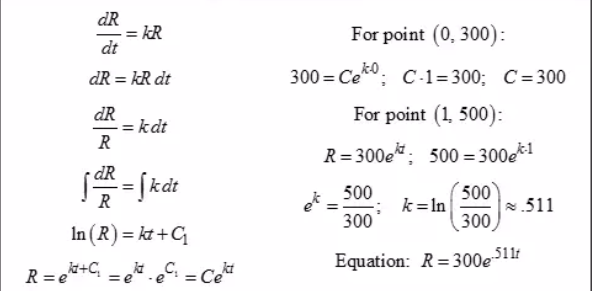 dR/dt = kR
dR = kR dt
dR/R = k dt
∫ dR/R = ∫ k dt
ln(R) = kt + C₁
R = e^(kt+C₁) = e^(kt) · e^(C₁) = Ce^(kt)
For point (0, 300):
300 = Ce^(k·0); C·1 = 300; C = 300
For point (1, 500):
R = 300e^(kt); 500 = 300e^(k·1)
e^k = 500/300; k = ln(500/300) ≈ .511
Equation: R = 300e^(.511t)